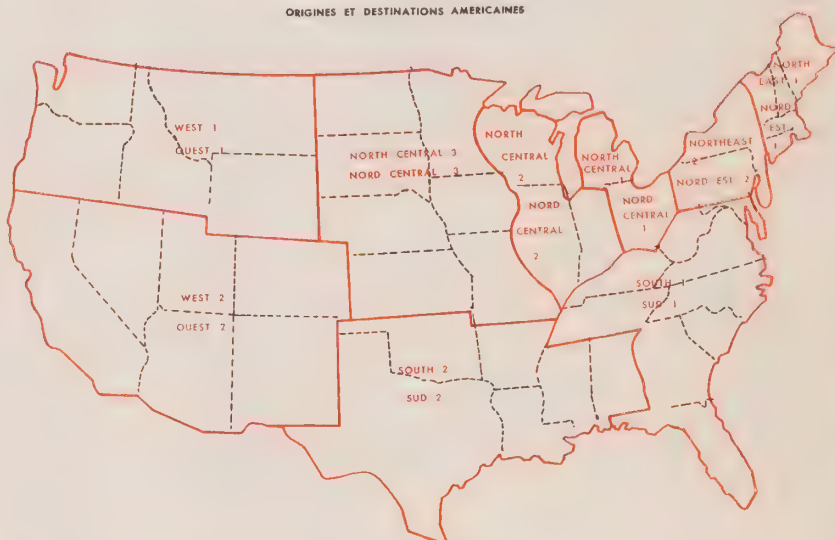 ORIGINES ET DESTINATIONS AMERICAINES
WEST 1
OUEST 1
NORTH CENTRAL 3
NORD CENTRAL 3
NORTH
CENTRAL
2
NORD
CENTRAL
2
NORTH
CENTRAL
1
NORD
CENTRAL
1
NORTH
EAST 1
NORD
EST
1
NORTHEAST
2
NORD EST 2
WEST 2
OUEST 2
SOUTH 1
SUD 1
SOUTH 2
SUD 2